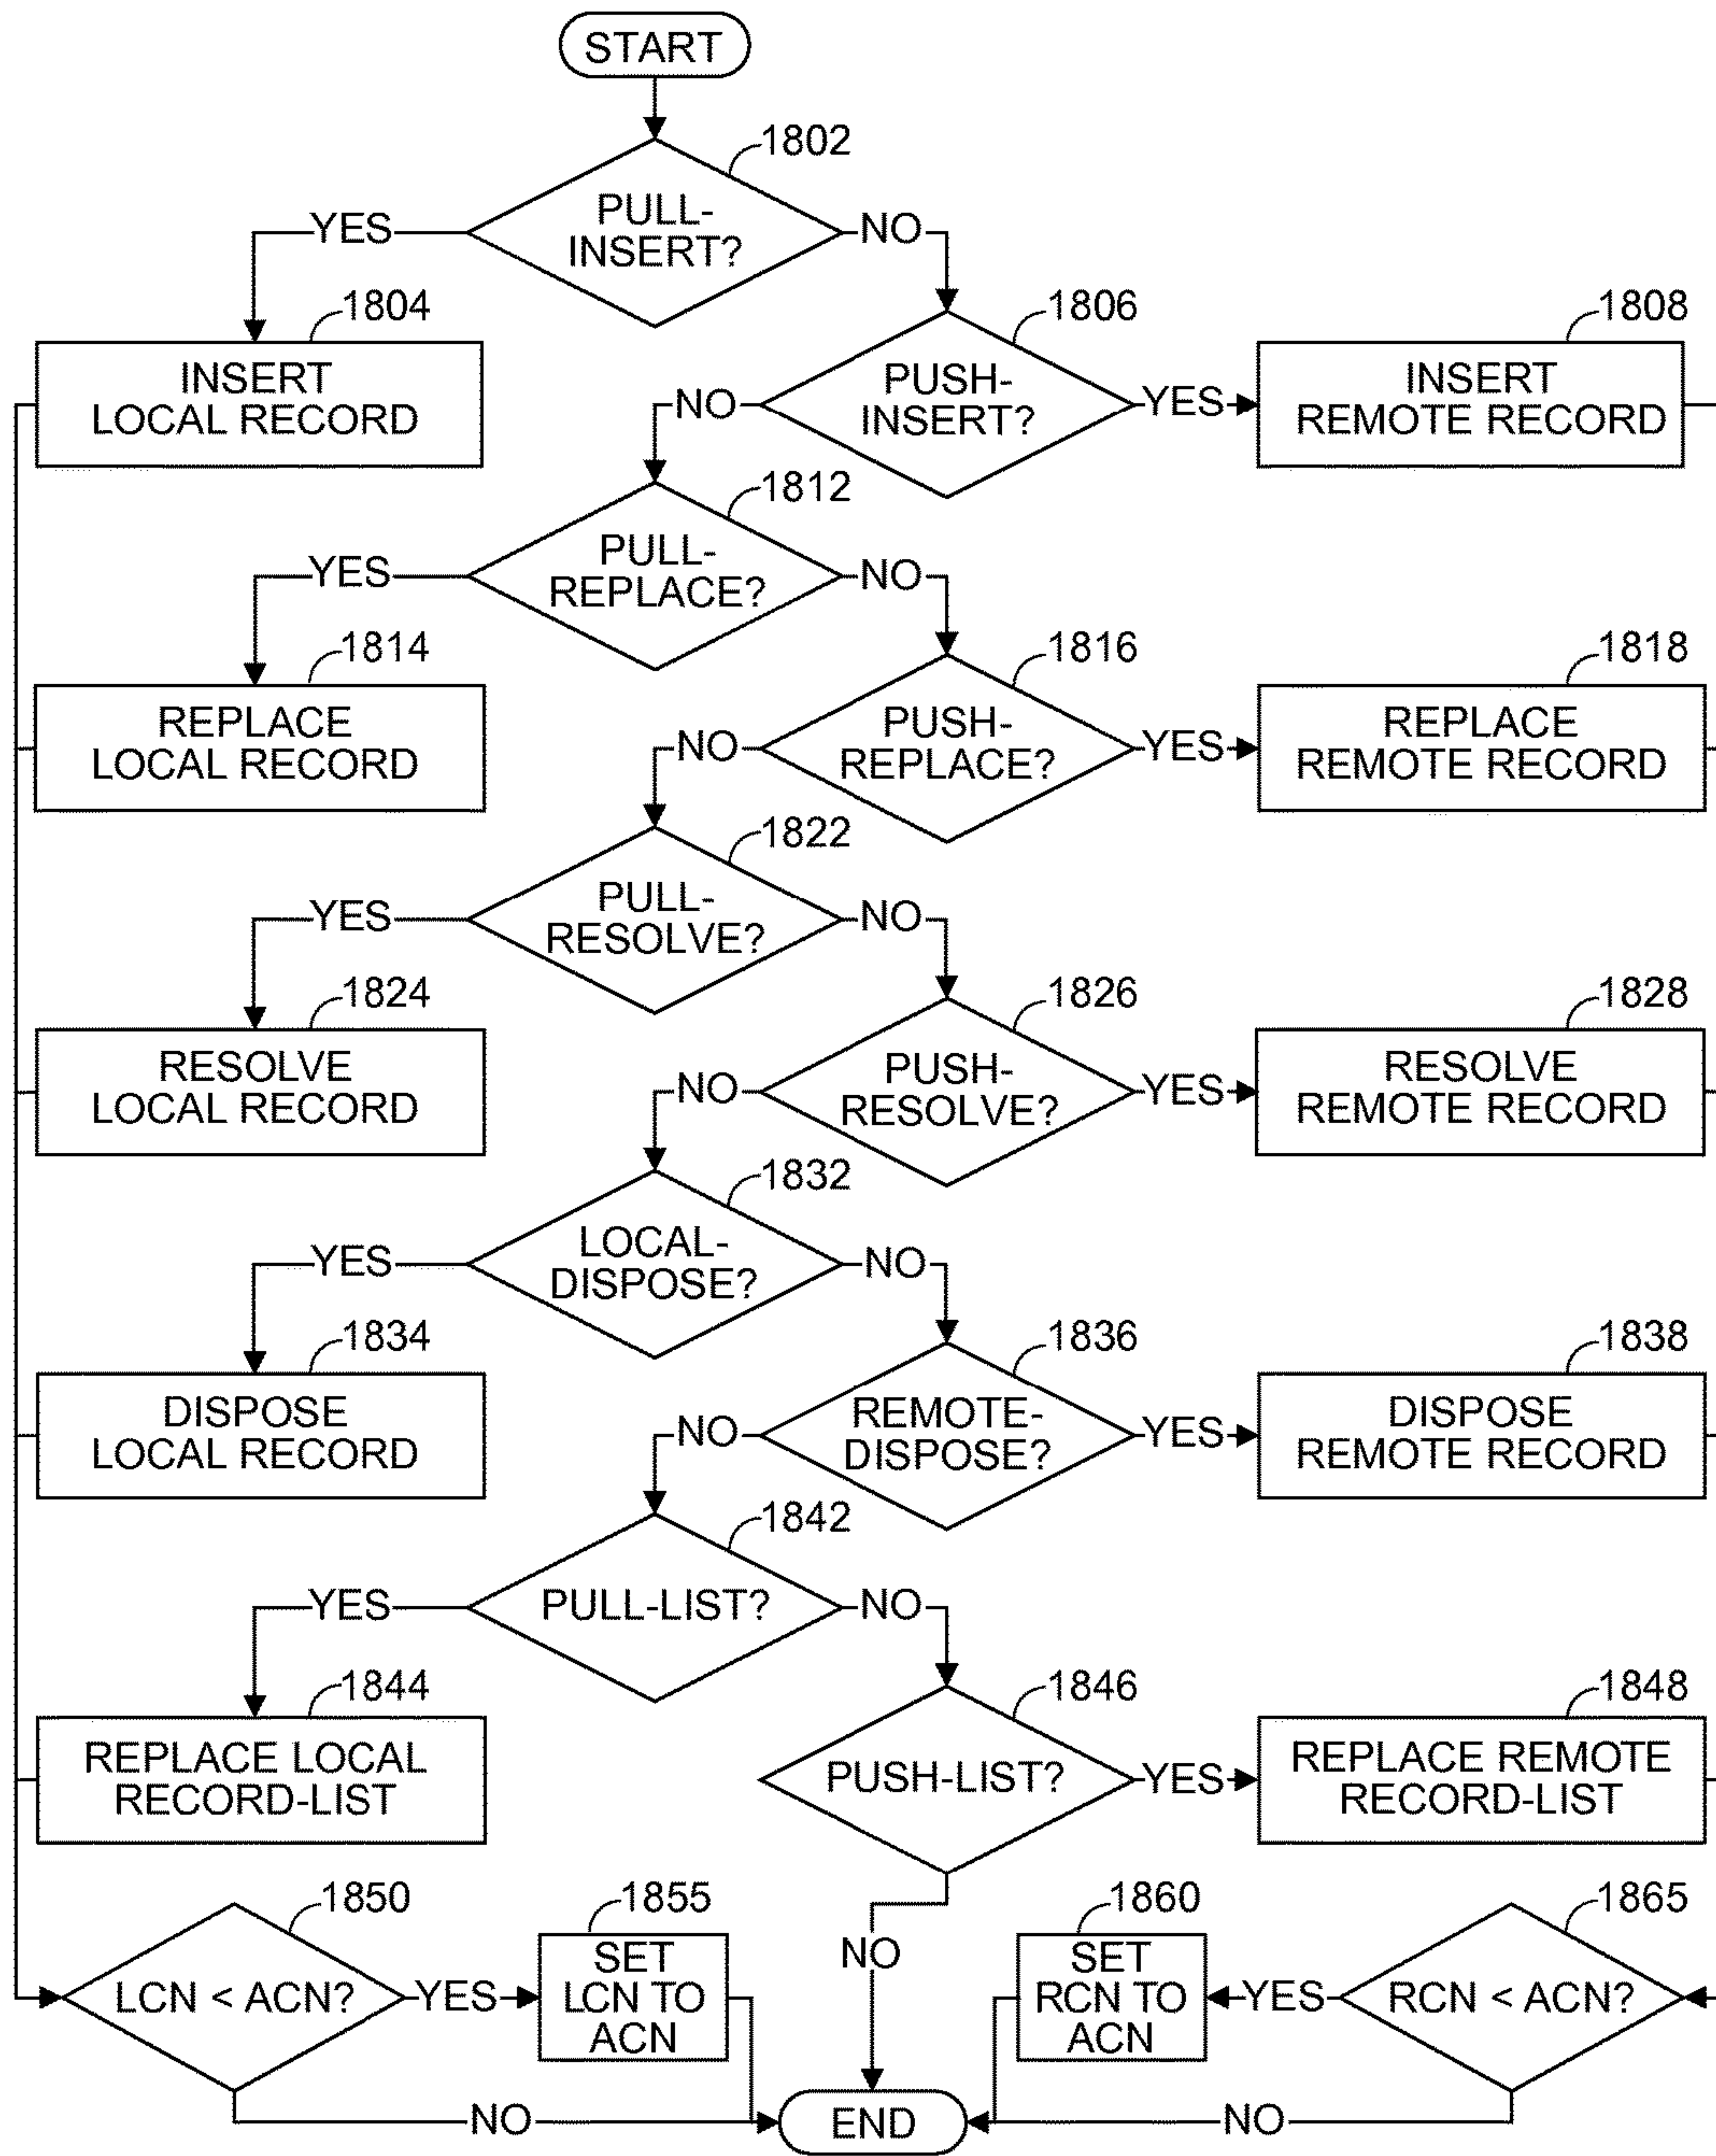 START
1802
PULL-
INSERT?
YES
NO
1804
INSERT
LOCAL RECORD
1806
PUSH-
INSERT?
NO
YES
1808
INSERT
REMOTE RECORD
1812
PULL-
REPLACE?
YES
NO
1814
REPLACE
LOCAL RECORD
1816
PUSH-
REPLACE?
NO
YES
1818
REPLACE
REMOTE RECORD
1822
PULL-
RESOLVE?
YES
NO
1824
RESOLVE
LOCAL RECORD
1826
PUSH-
RESOLVE?
NO
YES
1828
RESOLVE
REMOTE RECORD
1832
LOCAL-
DISPOSE?
YES
NO
1834
DISPOSE
LOCAL RECORD
1836
REMOTE-
DISPOSE?
NO
YES
1838
DISPOSE
REMOTE RECORD
1842
PULL-LIST?
YES
NO
1844
REPLACE LOCAL
RECORD-LIST
1846
PUSH-LIST?
YES
NO
1848
REPLACE REMOTE
RECORD-LIST
1850
LCN < ACN?
YES
NO
1855
SET
LCN TO
ACN
1860
SET
RCN TO
ACN
1865
RCN < ACN?
YES
NO
END